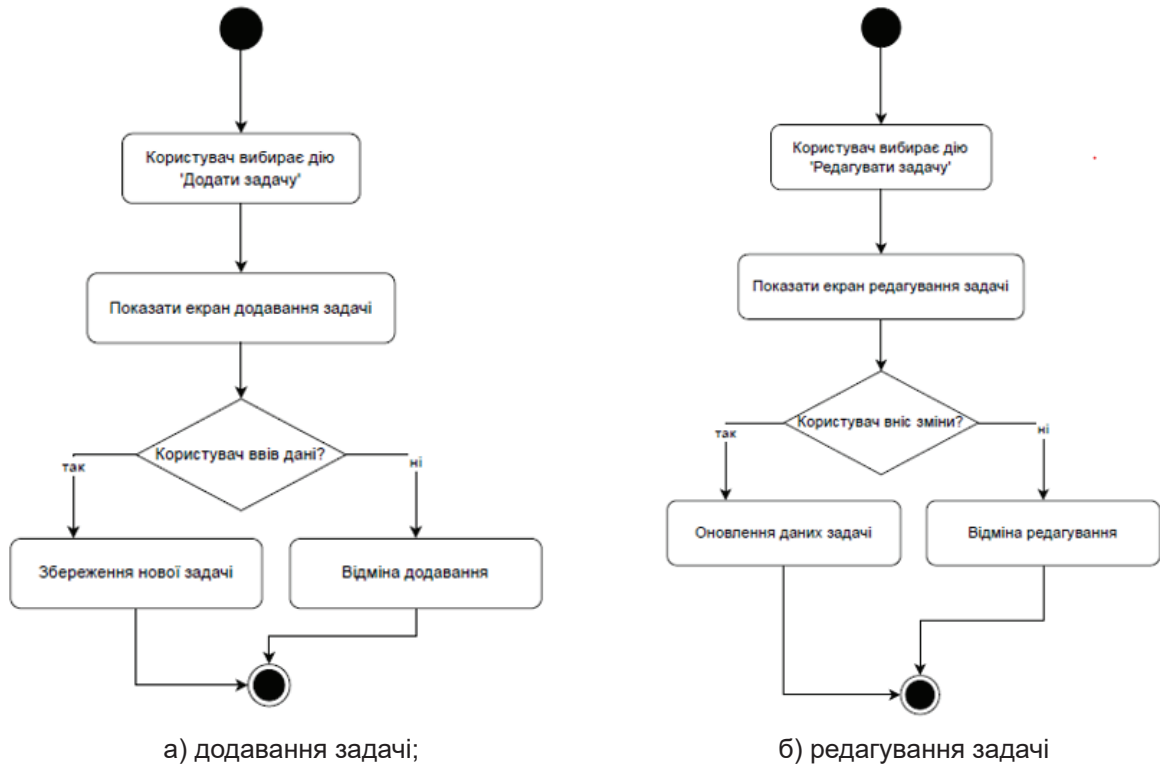 Користувач вибирає дію
'Додати задачу'
Показати екран додавання задачі
Користувач ввів дані?
так
ні
Збереження нової задачі
Відміна додавання
а) додавання задачі;
Користувач вибирає дію
'Редагувати задачу'
Показати екран редагування задачі
Користувач вніс зміни?
так
ні
Оновлення даних задачі
Відміна редагування
б) редагування задачі